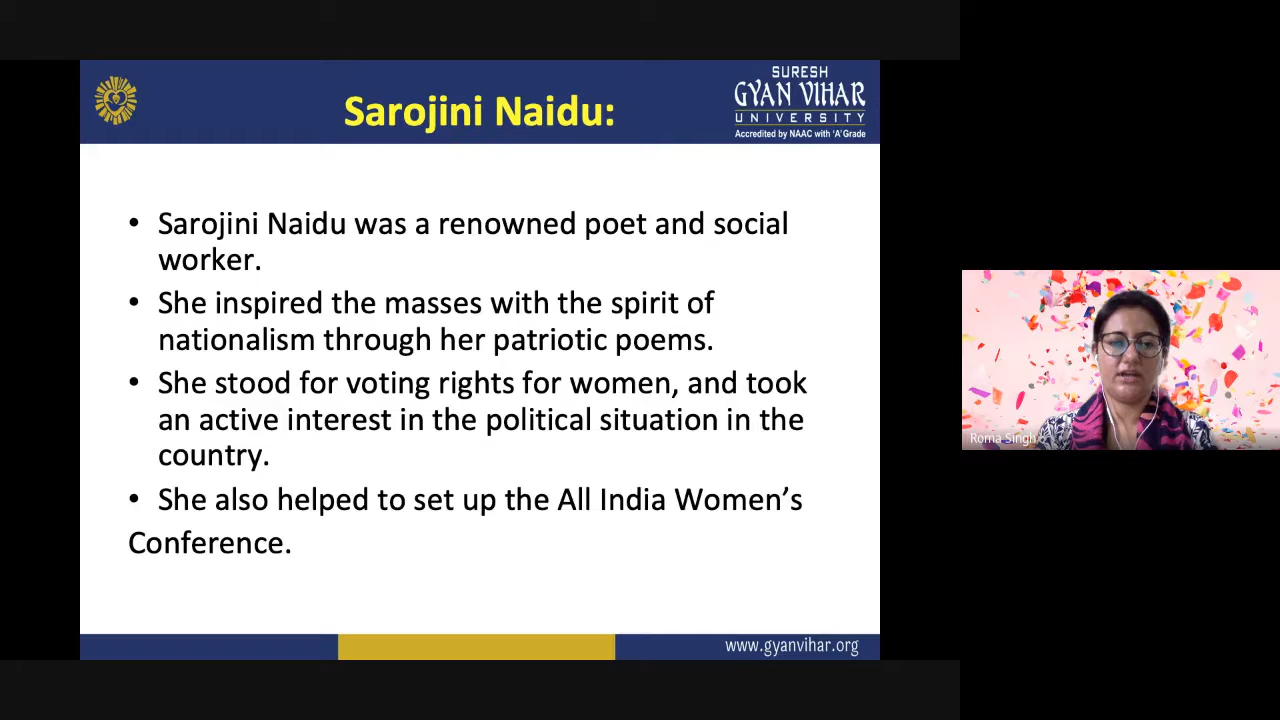 Sarojini Naidu:
SURESH
GYAN VIHAR
UNIVERSITY
Accredited by NAAC with 'A' Grade
• Sarojini Naidu was a renowned poet and social
worker.
• She inspired the masses with the spirit of
nationalism through her patriotic poems.
• She stood for voting rights for women, and took
an active interest in the political situation in the
country.
• She also helped to set up the All India Women’s
Conference.
www.gyanvihar.org
Roma Singh